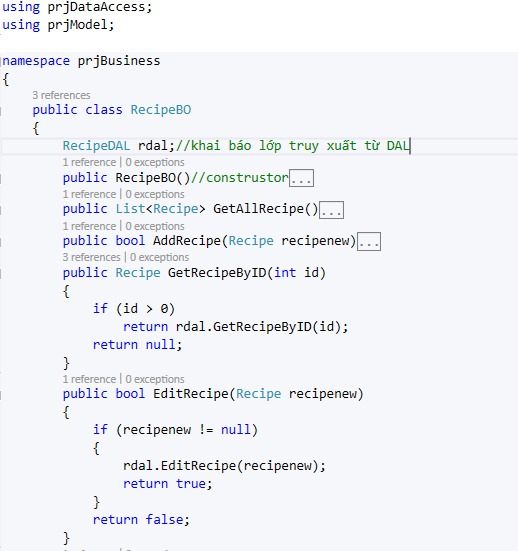 using prjDataAccess;
using prjModel;
namespace prjBusiness
{
3 references
public class RecipeBO
{
RecipeDAL rdal;//khai báo lớp truy xuất từ DAL
1 reference | 0 exceptions
public RecipeBO()//construstor...
1 reference | 0 exceptions
public List<Recipe> GetAllRecipe()...
1 reference | 0 exceptions
public bool AddRecipe(Recipe recipenew)...
3 references | 0 exceptions
public Recipe GetRecipeByID(int id)
{
if (id > 0)
return rdal.GetRecipeByID(id);
return null;
}
1 reference | 0 exceptions
public bool EditRecipe(Recipe recipenew)
{
if (recipenew != null)
{
rdal.EditRecipe(recipenew);
return true;
}
return false;
}